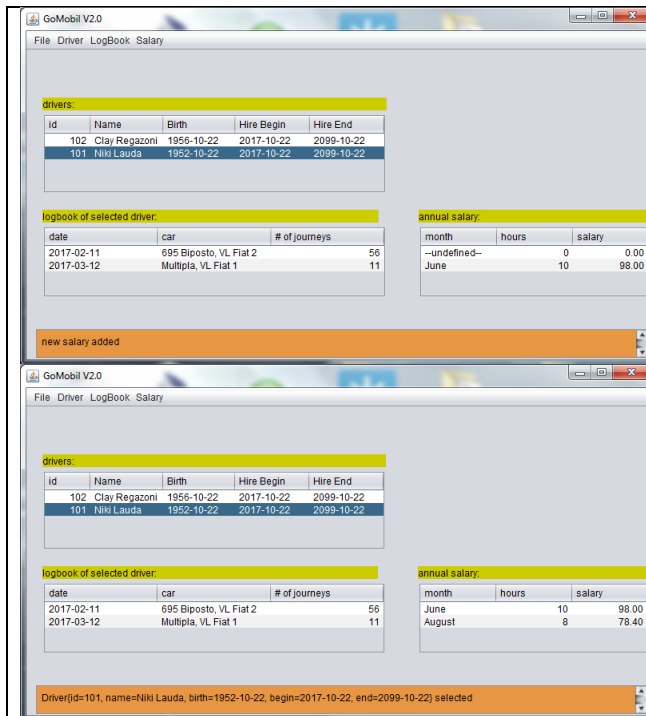 GoMobil V2.0
File Driver LogBook Salary
drivers:
id Name Birth Hire Begin Hire End
102 Clay Regazoni 1956-10-22 2017-10-22 2099-10-22
101 Niki Lauda 1952-10-22 2017-10-22 2099-10-22
logbook of selected driver: annual salary:
date car # of journeys month hours salary
2017-02-11 695 Biposto, VL Fiat 2 56 --undefined-- 0 0.00
2017-03-12 Multipla, VL Fiat 1 11 June 10 98.00
new salary added
GoMobil V2.0
File Driver LogBook Salary
drivers:
id Name Birth Hire Begin Hire End
102 Clay Regazoni 1956-10-22 2017-10-22 2099-10-22
101 Niki Lauda 1952-10-22 2017-10-22 2099-10-22
logbook of selected driver: annual salary:
date car # of journeys month hours salary
2017-02-11 695 Biposto, VL Fiat 2 56 June 10 98.00
2017-03-12 Multipla, VL Fiat 1 11 August 8 78.40
Driver{id=101, name=Niki Lauda, birth=1952-10-22, begin=2017-10-22, end=2099-10-22} selected